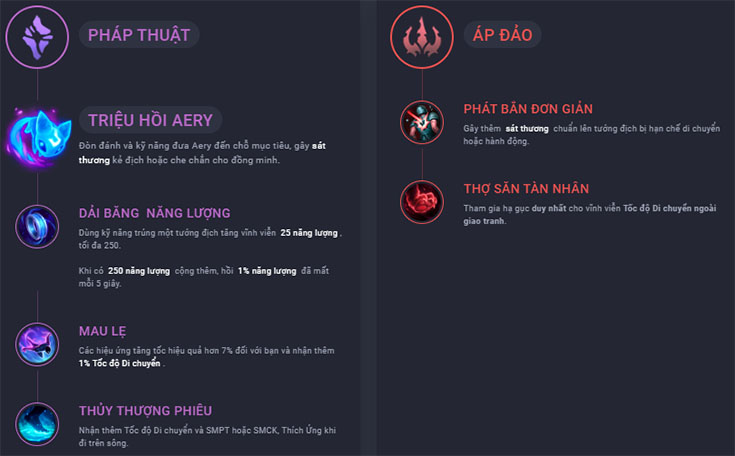 PHÁP THUẬT
TRIỆU HỒI AERY
Đòn đánh và kỹ năng đưa Aery đến chỗ mục tiêu, gây sát
thương kẻ địch hoặc che chắn cho đồng minh.
DẢI BĂNG NĂNG LƯỢNG
Dùng kỹ năng trúng một tướng địch tăng vĩnh viễn 25 năng lượng ,
tối đa 250.
Khi có 250 năng lượng cộng thêm, hồi 1% năng lượng đã mất
mỗi 5 giây.
MAU LẸ
Các hiệu ứng tăng tốc hiệu quả hơn 7% đối với bạn và nhận thêm
1% Tốc độ Di chuyển .
THỦY THƯỢNG PHIÊU
Nhận thêm Tốc độ Di chuyển và SMPT hoặc SMCK, Thích Ứng khi
đi trên sông.
ÁP ĐẢO
PHÁT BẮN ĐƠN GIẢN
Gây thêm sát thương chuẩn lên tướng địch bị hạn chế di chuyển
hoặc hành động.
THỢ SĂN TÀN NHẪN
Tham gia hạ gục duy nhất cho vĩnh viễn Tốc độ Di chuyển ngoài
giao tranh.